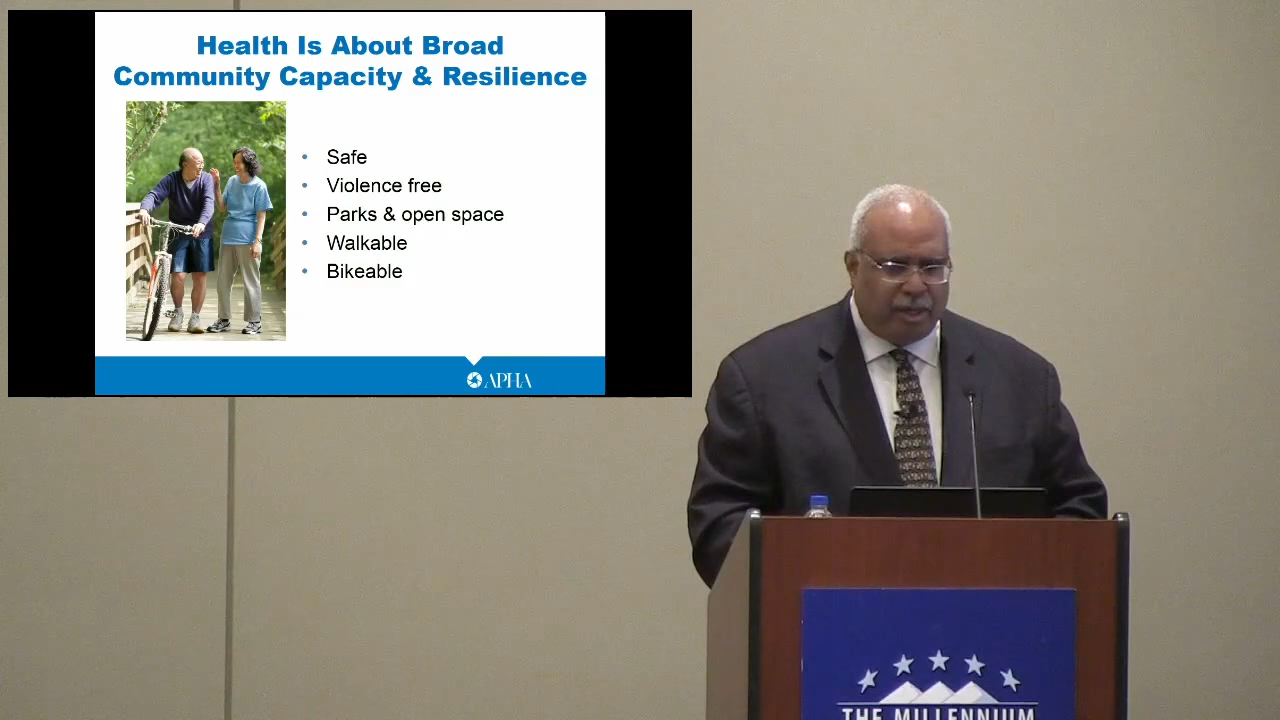 Health Is About Broad
Community Capacity & Resilience
• Safe
• Violence free
• Parks & open space
• Walkable
• Bikeable
APHA
THE MILLENNIUM